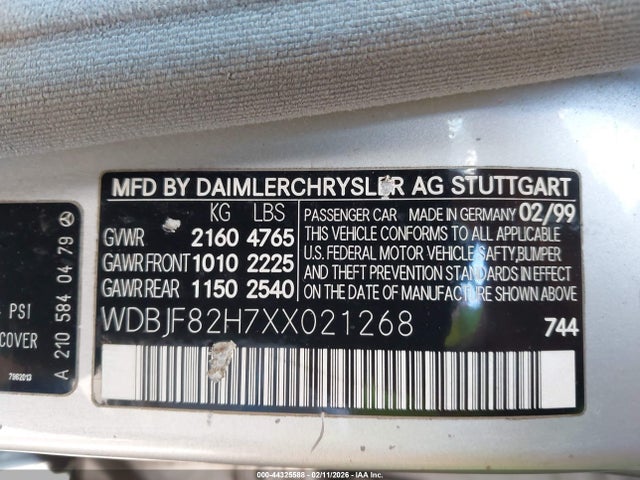 MFD BY DAIMLERCHRYSLER AG STUTTGART
KG LBS
GVWR 2160 4765
GAWR FRONT 1010 2225
GAWR REAR 1150 2540
PASSENGER CAR MADE IN GERMANY 02/99
THIS VEHICLE CONFORMS TO ALL APPLICABLE
U.S. FEDERAL MOTOR VEHICLE SAFTY,BUMPER
AND THEFT PREVENTION STANDARDS IN EFFECT
ON THE DATE OF MANUFACTURE SHOWN ABOVE
WDBJF82H7XX021268
744
PSI
COVER
7962013
A 210 584 04 79
000-44325588 - 02/11/2026 - © IAA Inc.